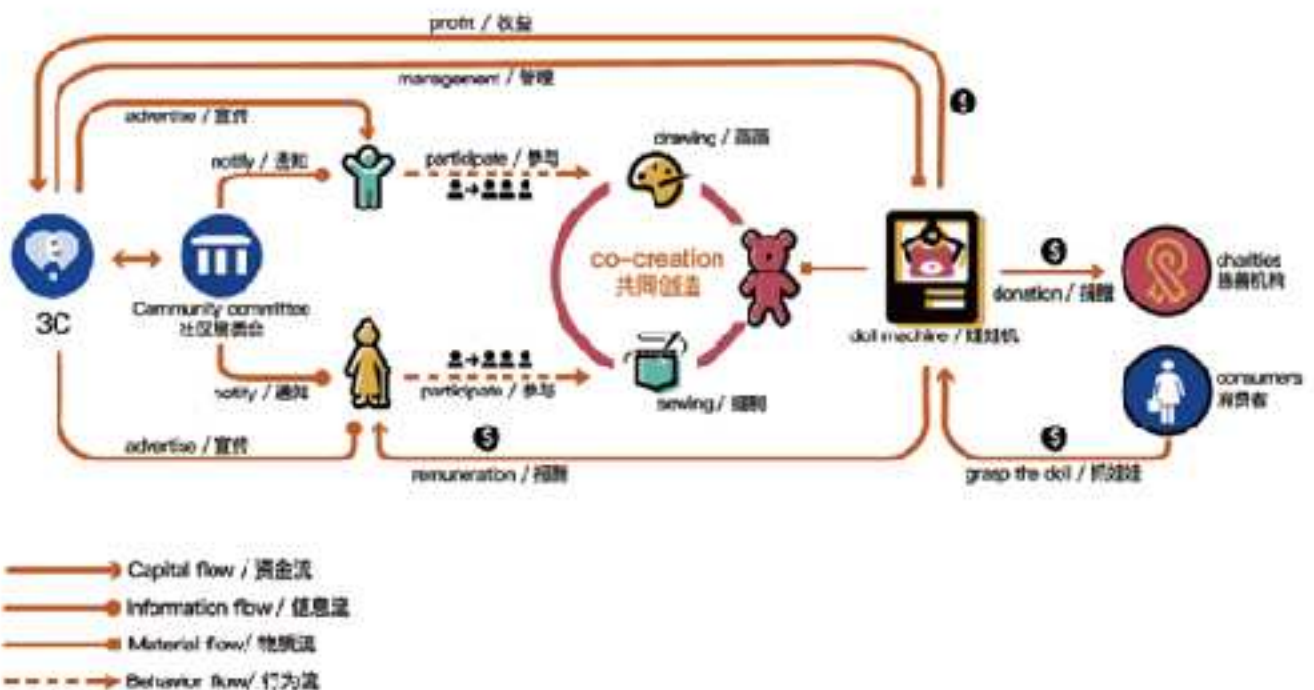 profit / 收益
management / 管理
advertise / 宣传
notify / 通知
participate / 参与
drawing / 画画
co-creation
共同创造
3C
Community committee
社区居委会
doll machine / 娃娃机
donation / 捐赠
charities
慈善机构
consumers
消费者
notify / 通知
participate / 参与
sewing / 缝制
advertise / 宣传
remuneration / 报酬
grasp the doll / 抓娃娃
Capital flow / 资金流
Information flow / 信息流
Material flow/ 物质流
Behavior flow/ 行为流